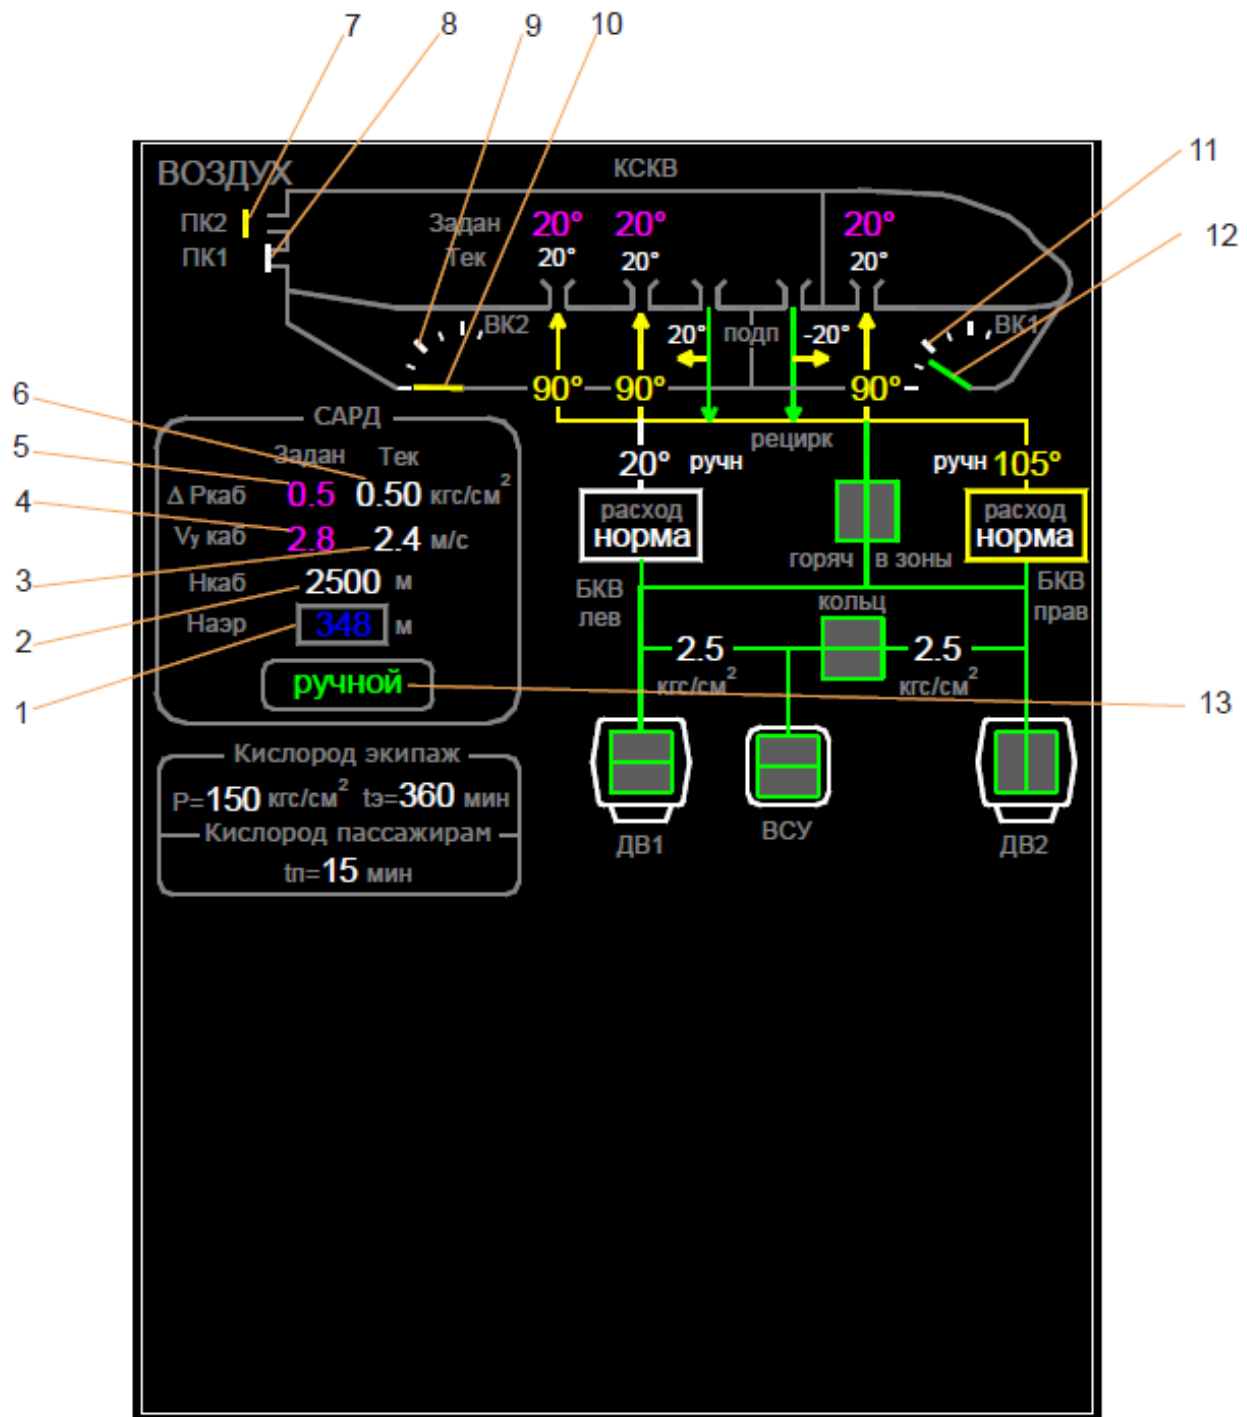 7 8 9 10
11
12
ВОЗДУХ КСКВ
ПК2 Задан 20° 20° 20°
ПК1 Тек 20° 20° 20°
ВК2 20° подп -20° ВК1
90° 90° 90°
6
5
4
3
2
1
САРД
Задан Тек
Δ Ркаб 0.5 0.50 кгс/см²
Vу каб 2.8 2.4 м/с
Нкаб 2500 м
Наэр 348 м
ручной
13
рецирк
20° ручн ручн 105°
расход
норма
расход
норма
горяч в зоны
БКВ
лев
БКВ
прав
кольц
2.5 2.5
кгс/см² кгс/см²
ДВ1 ВСУ ДВ2
Кислород экипаж
Р=150 кгс/см² tэ=360 мин
Кислород пассажирам
tп=15 мин